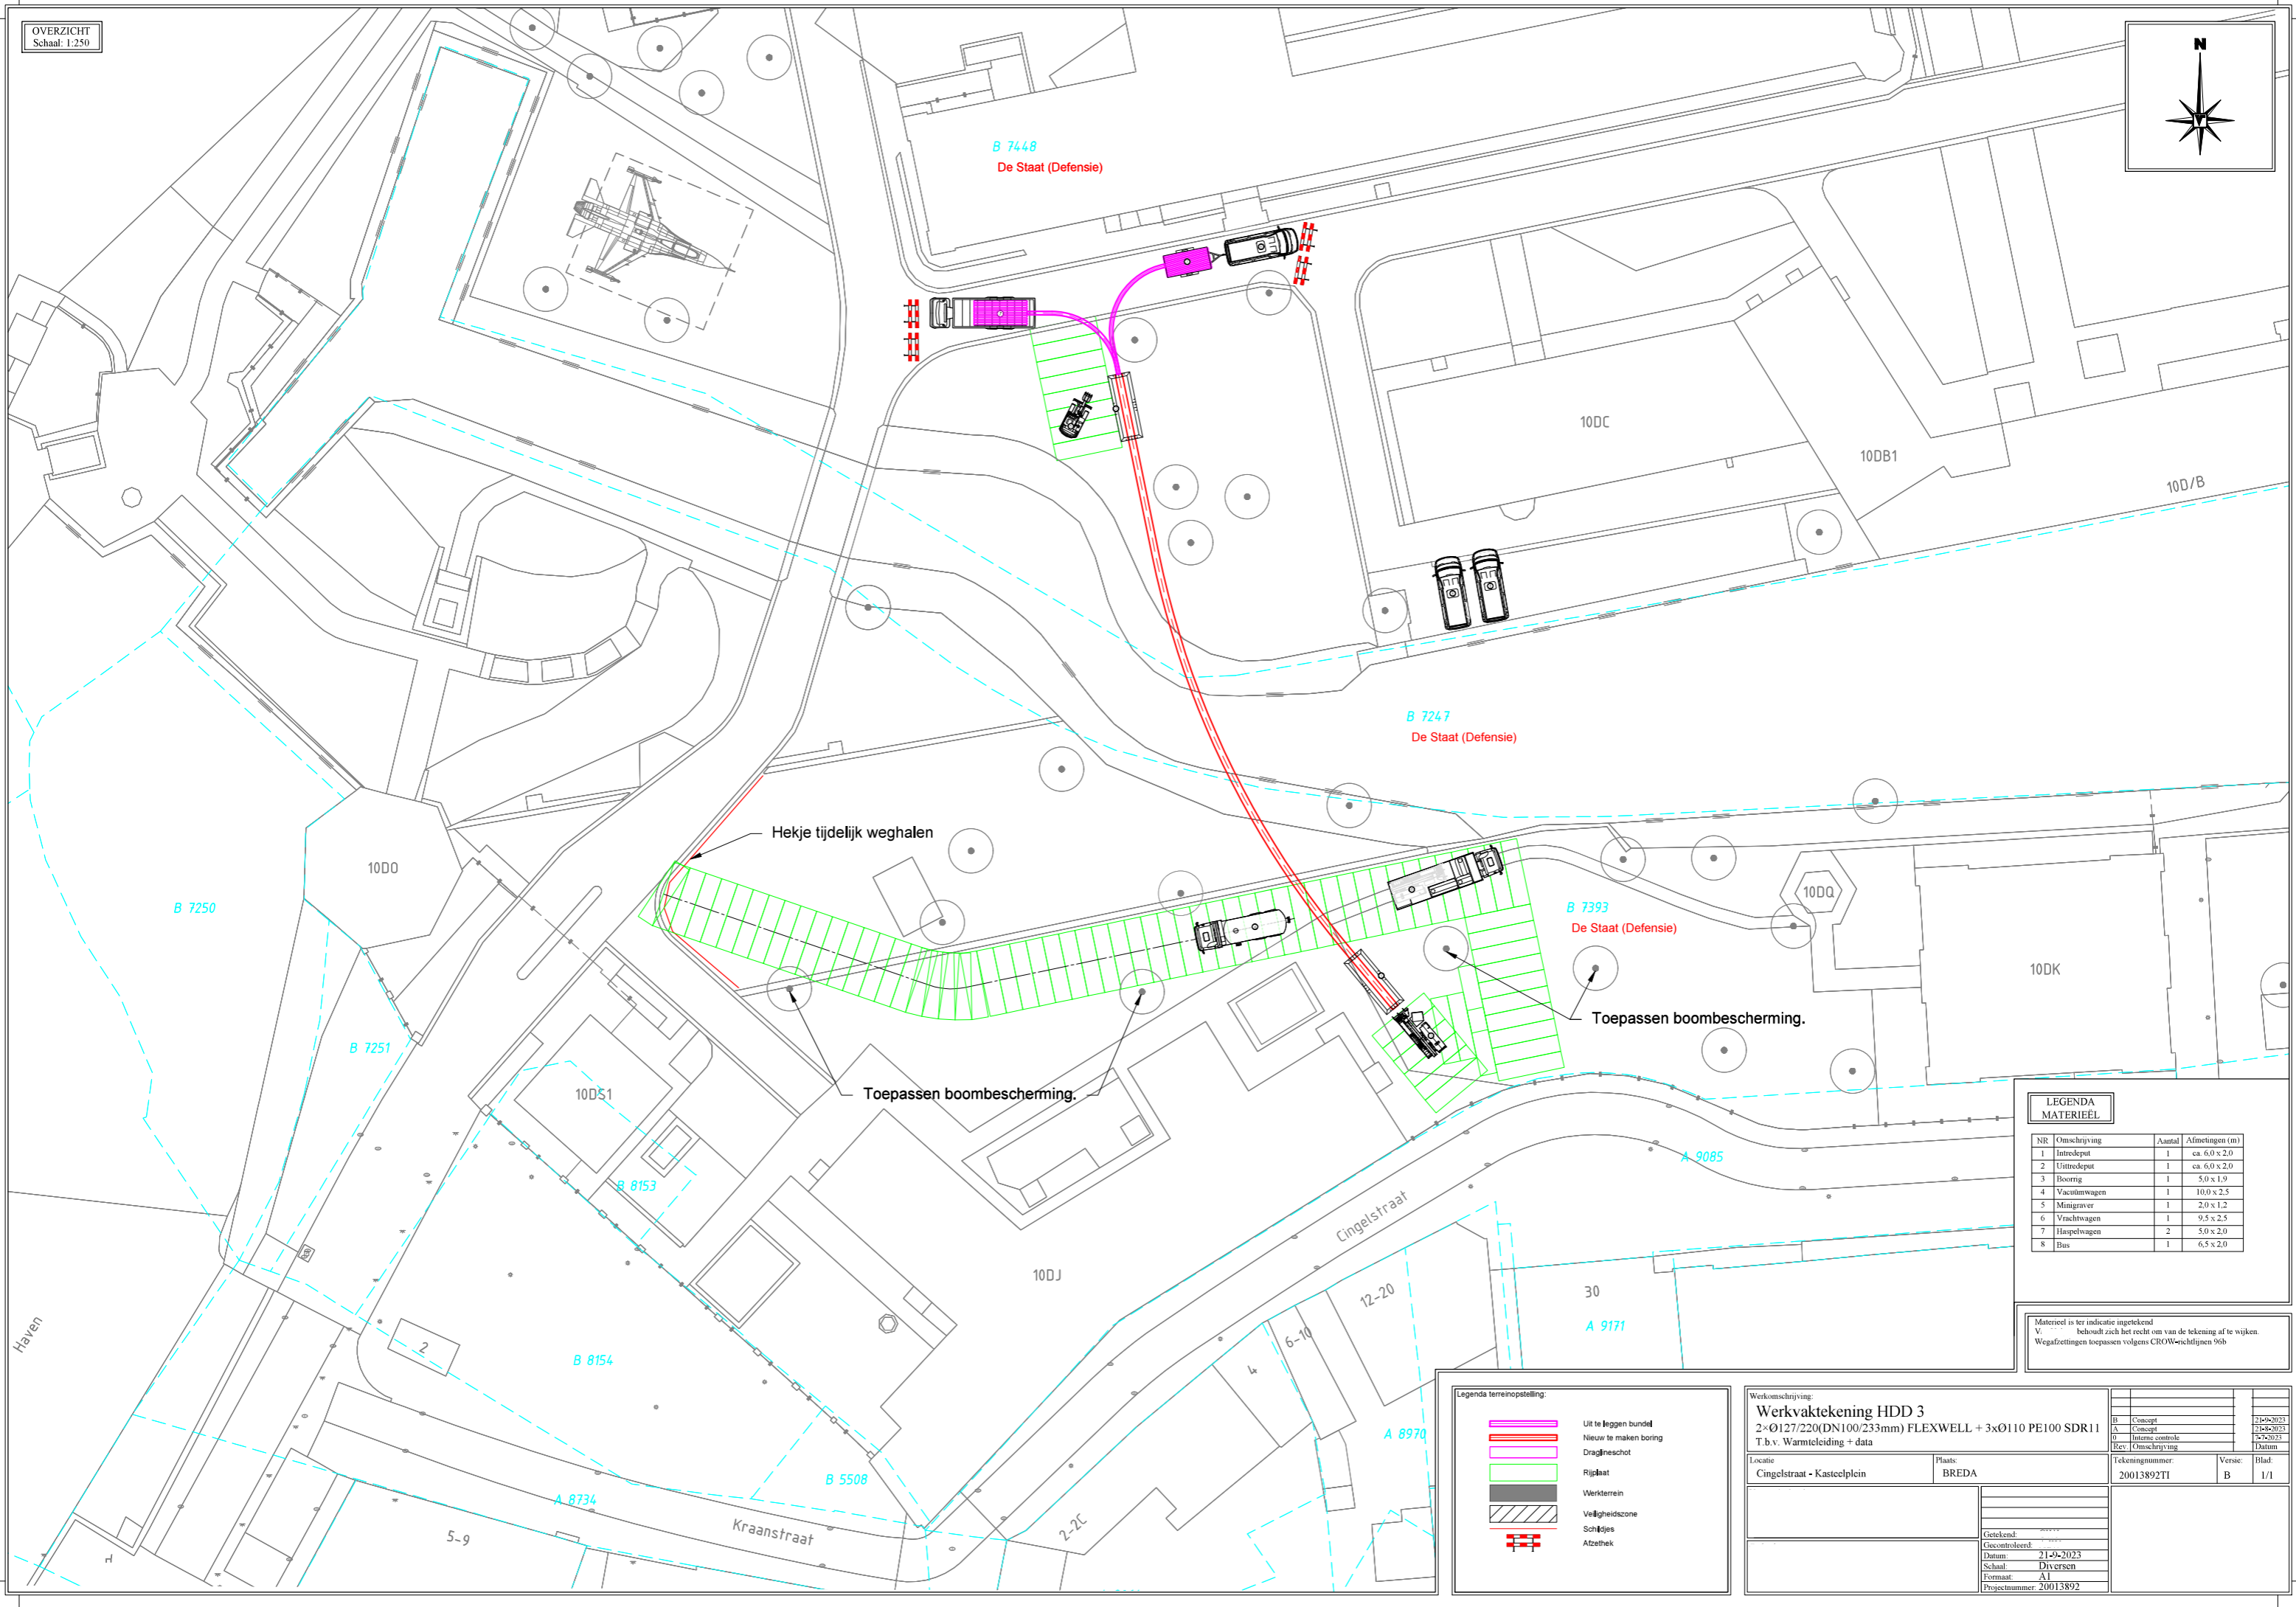 OVERZICHT
Schaal: 1:250
N
B 7448
De Staat (Defensie)
10DC
10DB1
10D/B
B 7247
De Staat (Defensie)
Hekje tijdelijk weghalen
10DO
B 7250
B 7393
De Staat (Defensie)
10DQ
10DK
Toepassen boombescherming.
B 7251
10DS1
Toepassen boombescherming.
B 8153
A 9085
Cingelstraat
10DJ
12-20
30
A 9171
6-10
4
Haven
2
B 8154
A 8970
B 5508
A 8734
5-9
Kraanstraat
2-2C
LEGENDA
MATERIEËL
NR Omschrijving Aantal Afmetingen (m)
1 Intredeput 1 ca. 6,0 x 2,0
2 Uittredeput 1 ca. 6,0 x 2,0
3 Boorrig 1 5,0 x 1,9
4 Vacuümwagen 1 10,0 x 2,5
5 Minigraver 1 2,0 x 1,2
6 Vrachtwagen 1 9,5 x 2,5
7 Haspelwagen 2 5,0 x 2,0
8 Bus 1 6,5 x 2,0
Materieel is ter indicatie ingetekend
V. behoudt zich het recht om van de tekening af te wijken.
Wegafzettingen toepassen volgens CROW-richtlijnen 96b
Legenda terreinopstelling:
Uit te leggen bundel
Nieuw te maken boring
Draglineschot
Rijplaat
Werkterrein
Veiligheidszone
Schildjes
Afzethek
Werkomschrijving:
Werkvaktekening HDD 3
2×Ø127/220(DN100/233mm) FLEXWELL + 3xØ110 PE100 SDR11
T.b.v. Warmteleiding + data
B Concept 21-9-2023
A Concept 21-8-2023
0 Interne controle 7-7-2023
Rev. Omschrijving Datum
Locatie
Cingelstraat - Kasteelplein
Plaats:
BREDA
Tekeningnummer:
20013892TI
Versie:
B
Blad:
1/1
Getekend:
Gecontroleerd:
Datum: 21-9-2023
Schaal: Diversen
Formaat: A1
Projectnummer: 20013892